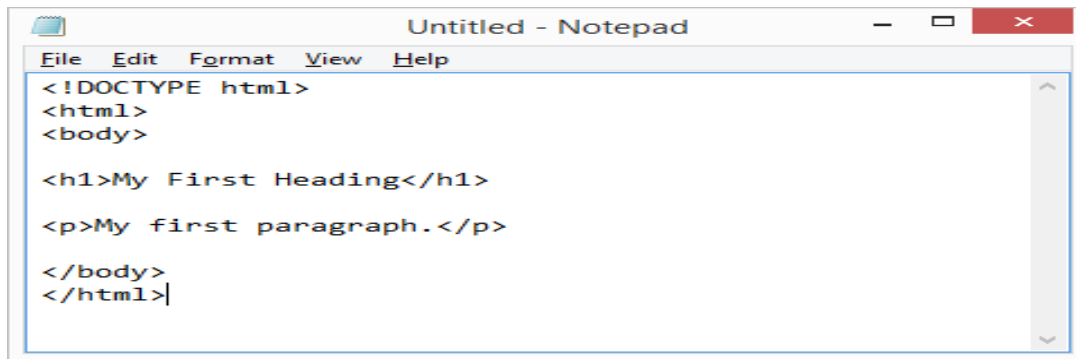 Untitled - Notepad
File Edit Format View Help
<!DOCTYPE html>
<html>
<body>
<h1>My First Heading</h1>
<p>My first paragraph.</p>
</body>
</html>